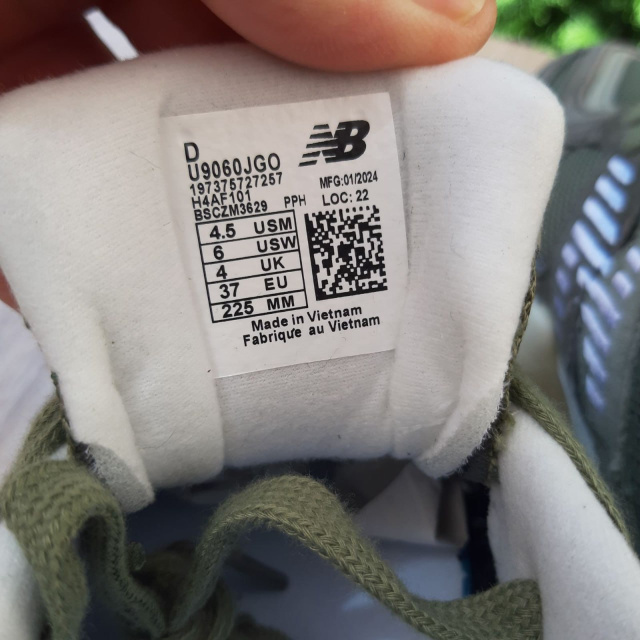 D
U9060JGO
197375727257
H4AF101
BSCZM3629 PPH
NB
MFG:01/2024
LOC: 22
4.5 USM
6 USW
4 UK
37 EU
225 MM
Made in Vietnam
Fabriqué au Vietnam